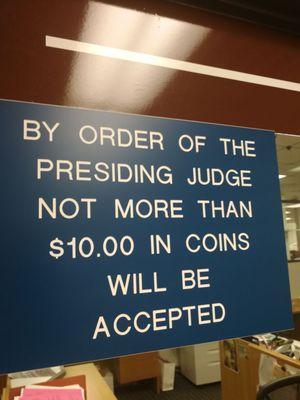 BY ORDER OF THE
PRESIDING JUDGE
NOT MORE THAN
$10.00 IN COINS
WILL BE
ACCEPTED